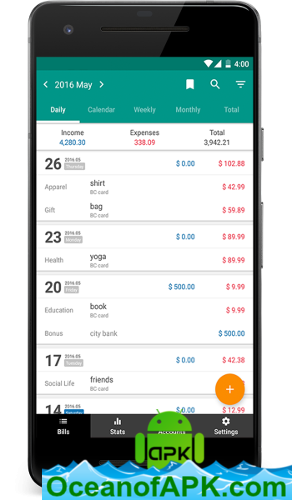 4:00
< 2016 May >
Daily Calendar Weekly Monthly Total
Income Expenses Total
4,280.30 338.09 3,942.21
26 2016.05 Thursday $ 0.00 $ 102.88
Apparel shirt $ 42.99
BC card
Gift bag $ 59.89
BC card
23 2016.05 Monday $ 0.00 $ 89.99
Health yoga $ 89.99
BC card
20 2016.05 Friday $ 500.00 $ 9.99
Education book $ 9.99
BC card
Bonus city bank $ 500.00
17 2016.05 $ 0.00 $ 42.38
Social Life friends
BC card
+
14 2016.05 $ 0.00 $ 12.99
Bills Stats Accounts Settings
APK
OceanofAPK.com